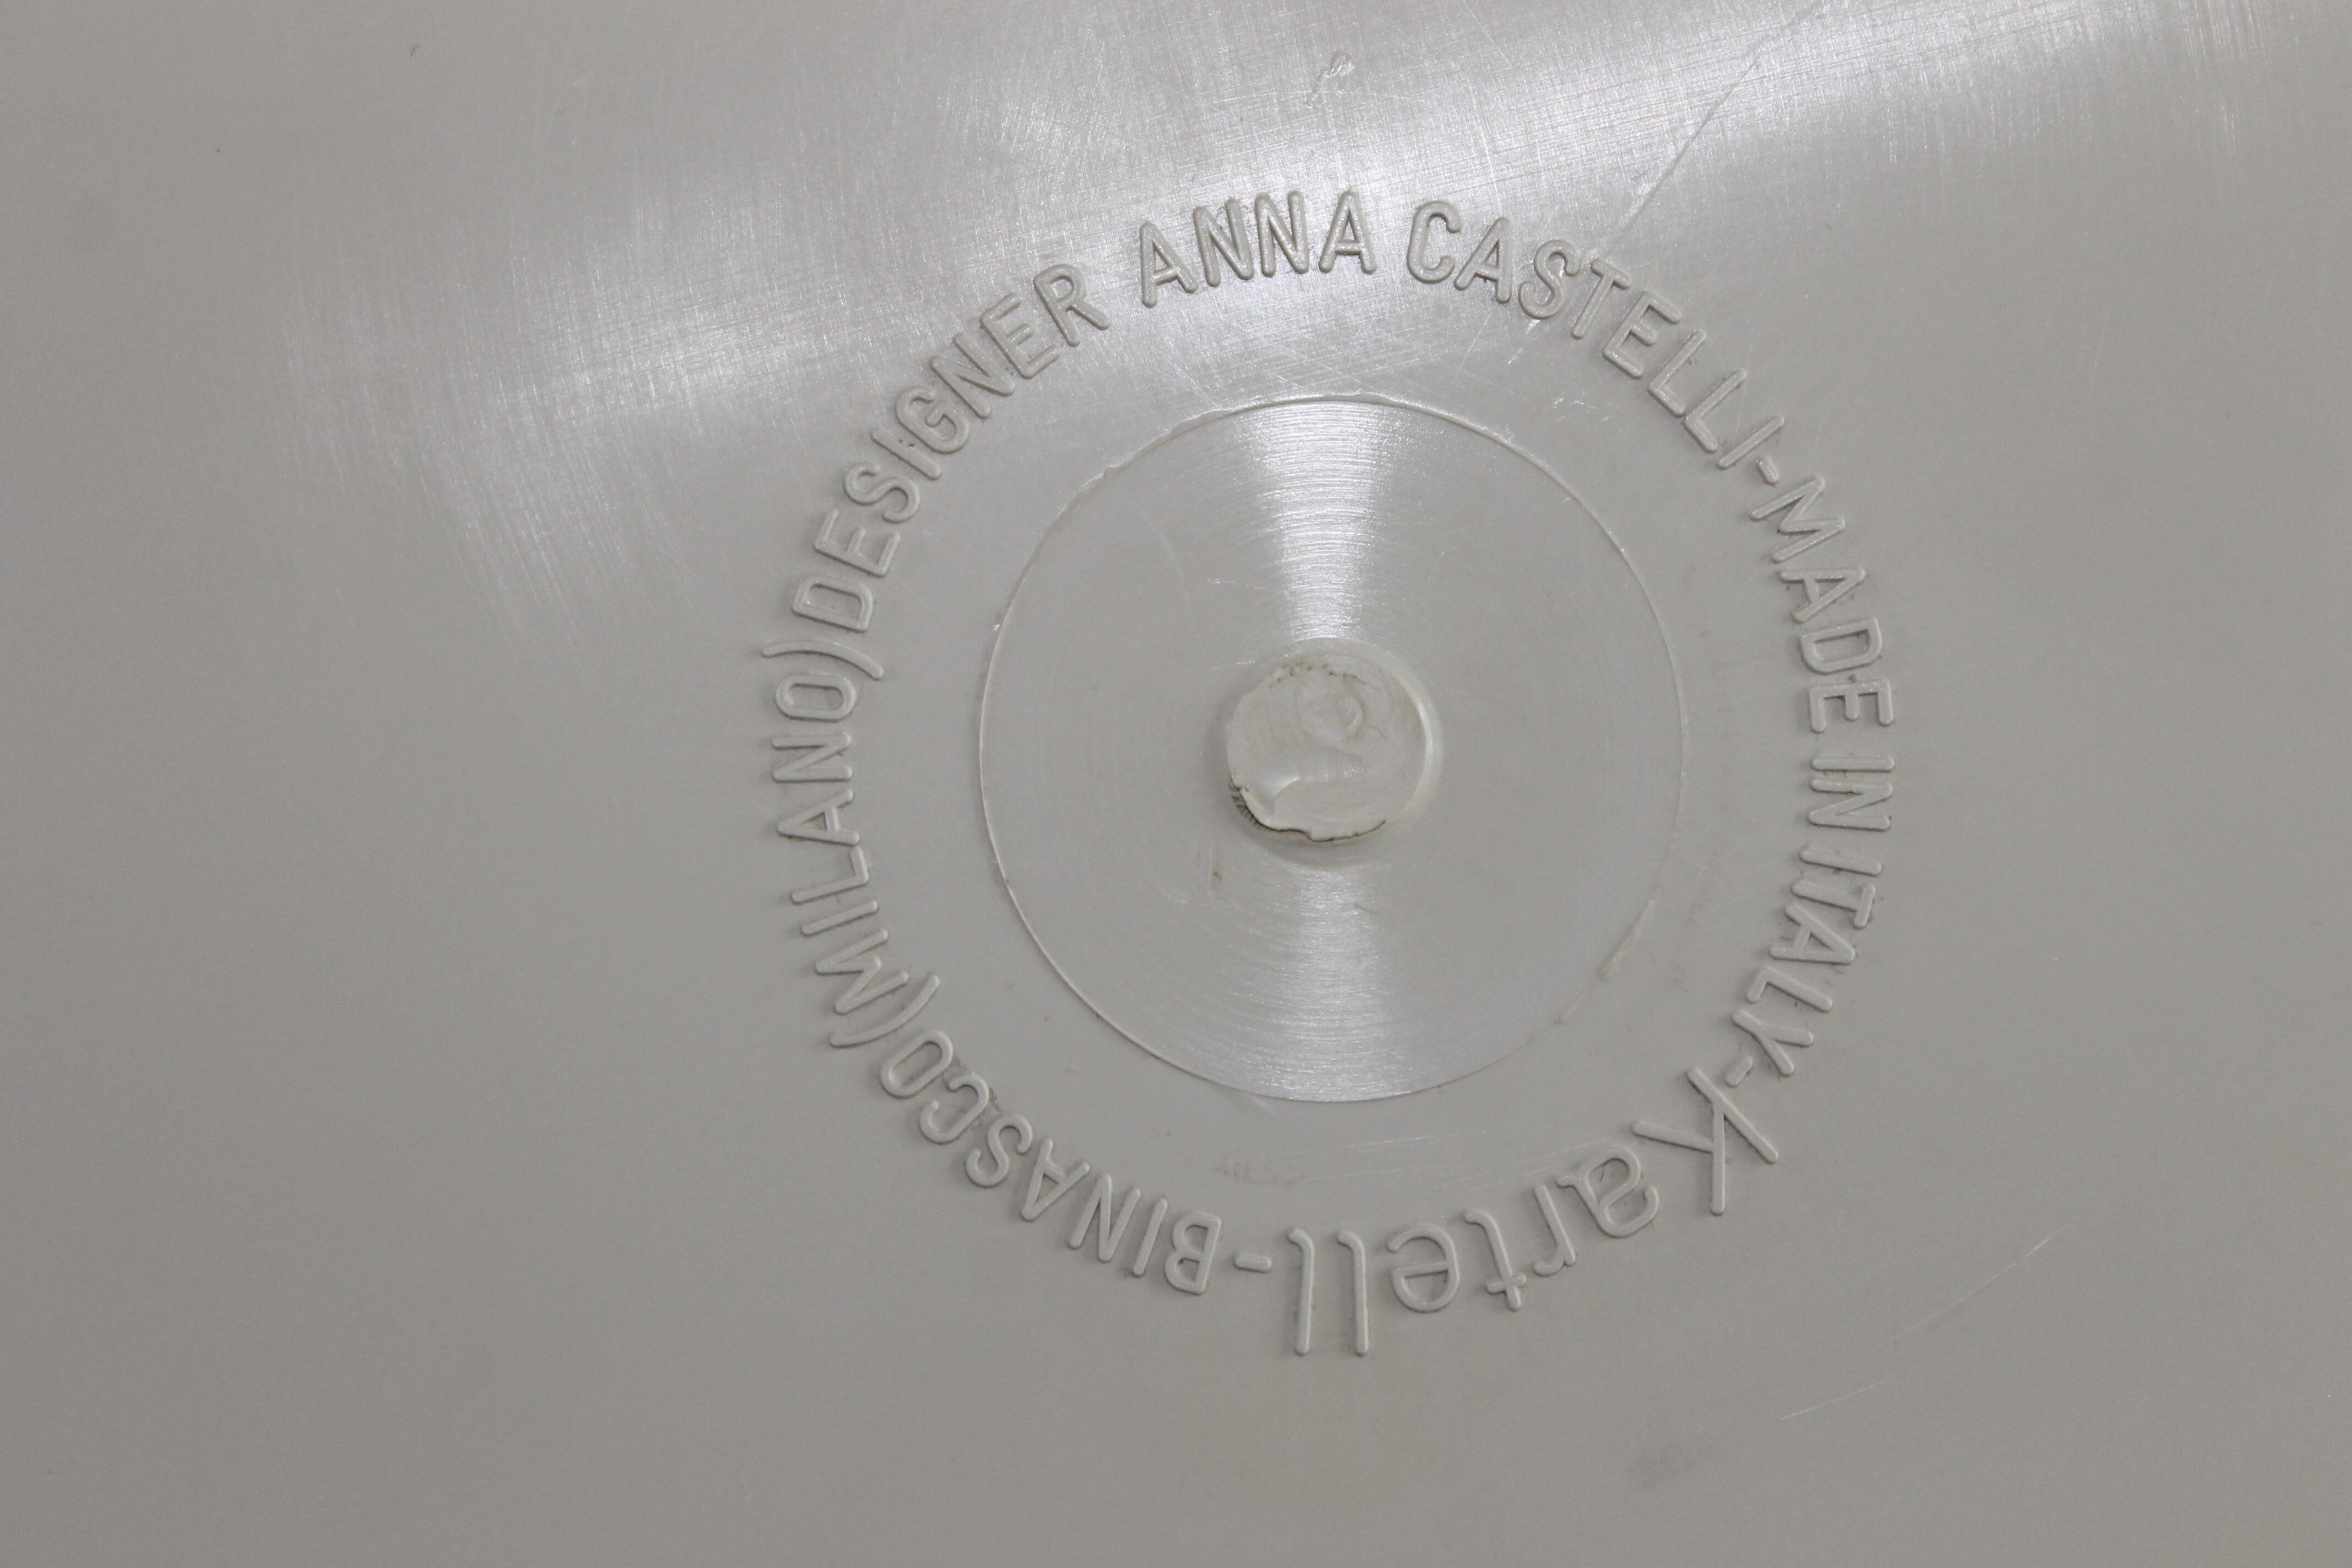 DESIGNER ANNA CASTELLI-MADE IN ITALY-Kartell-BINASCO(MILANO)